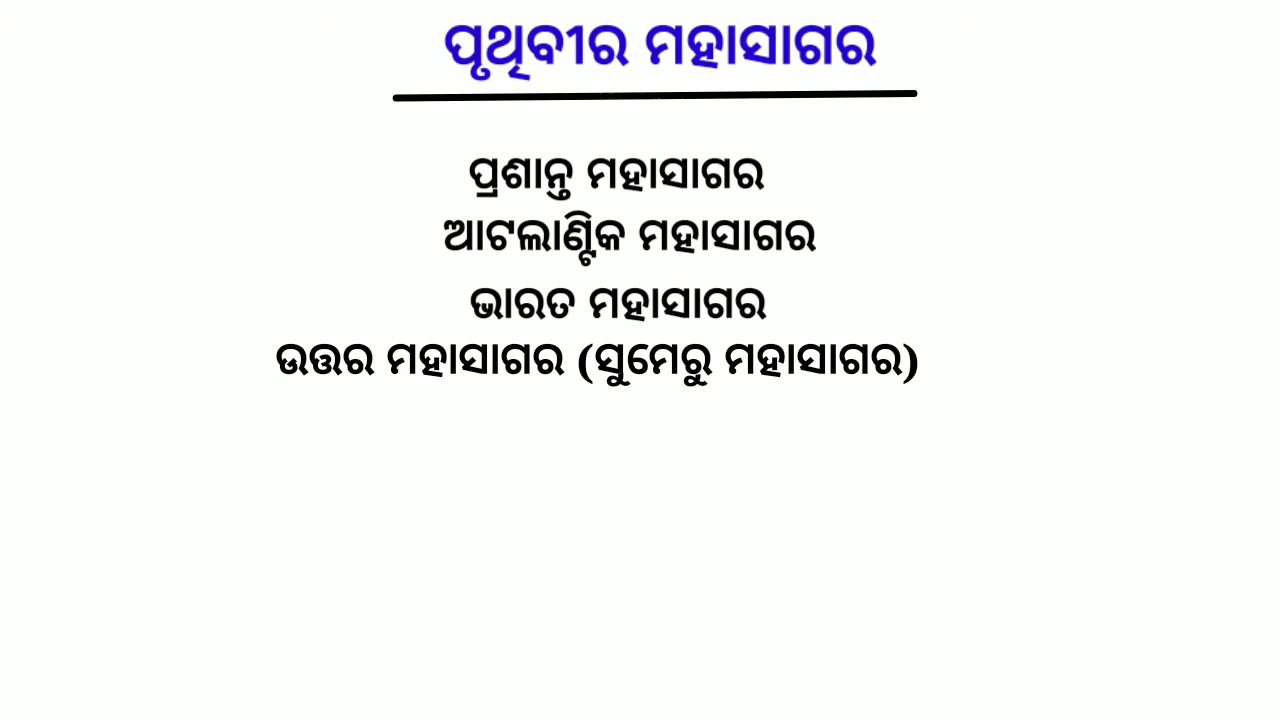 ପୃଥିବୀର ମହାସାଗର
ପ୍ରଶାନ୍ତ ମହାସାଗର
ଆଟଲାଣ୍ଟିକ ମହାସାଗର
ଭାରତ ମହାସାଗର
ଉତ୍ତର ମହାସାଗର (ସୁମେରୁ ମହାସାଗର)